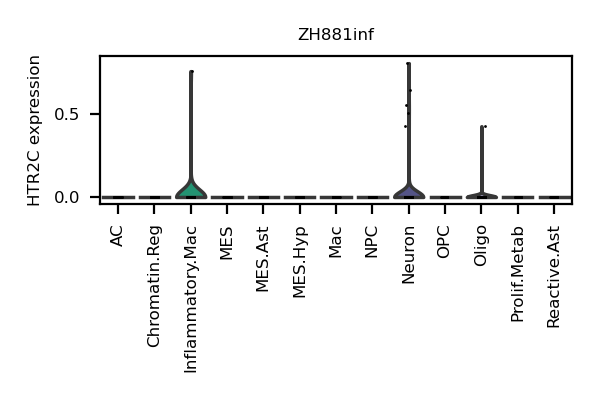 ZH881inf
HTR2C expression
0.5
0.0
AC
Chromatin.Reg
Inflammatory.Mac
MES
MES.Ast
MES.Hyp
Mac
NPC
Neuron
OPC
Oligo
Prolif.Metab
Reactive.Ast